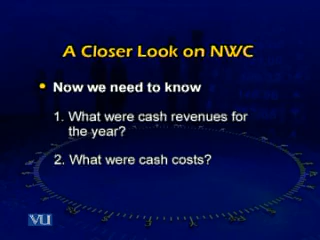 A Closer Look on NWC
• Now we need to know
1. What were cash revenues for
the year?
2. What were cash costs?
VU